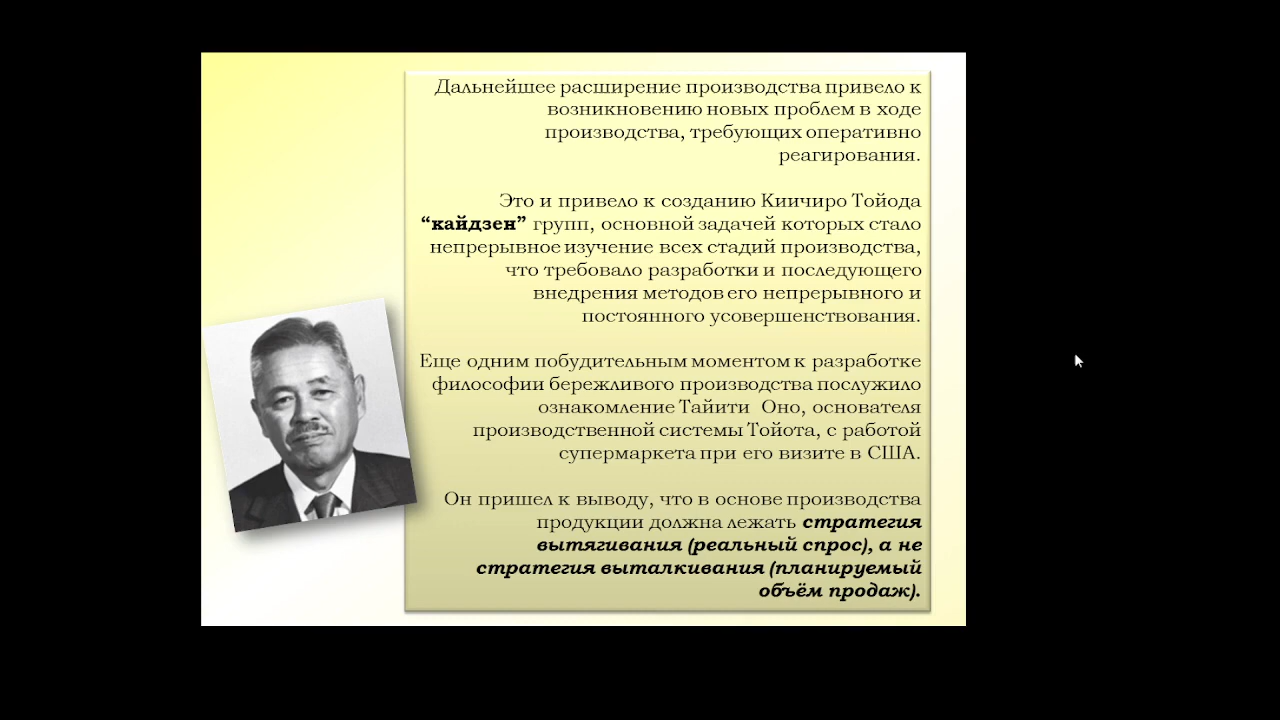 Дальнейшее расширение производства привело к
возникновению новых проблем в ходе
производства, требующих оперативно
реагирования.
Это и привело к созданию Киичиро Тойода
“кайдзен” групп, основной задачей которых стало
непрерывное изучение всех стадий производства,
что требовало разработки и последующего
внедрения методов его непрерывного и
постоянного усовершенствования.
Еще одним побудительным моментом к разработке
философии бережливого производства послужило
ознакомление Тайити Оно, основателя
производственной системы Тойота, с работой
супермаркета при его визите в США.
Он пришел к выводу, что в основе производства
продукции должна лежать стратегия
вытягивания (реальный спрос), а не
стратегия выталкивания (планируемый
объём продаж).